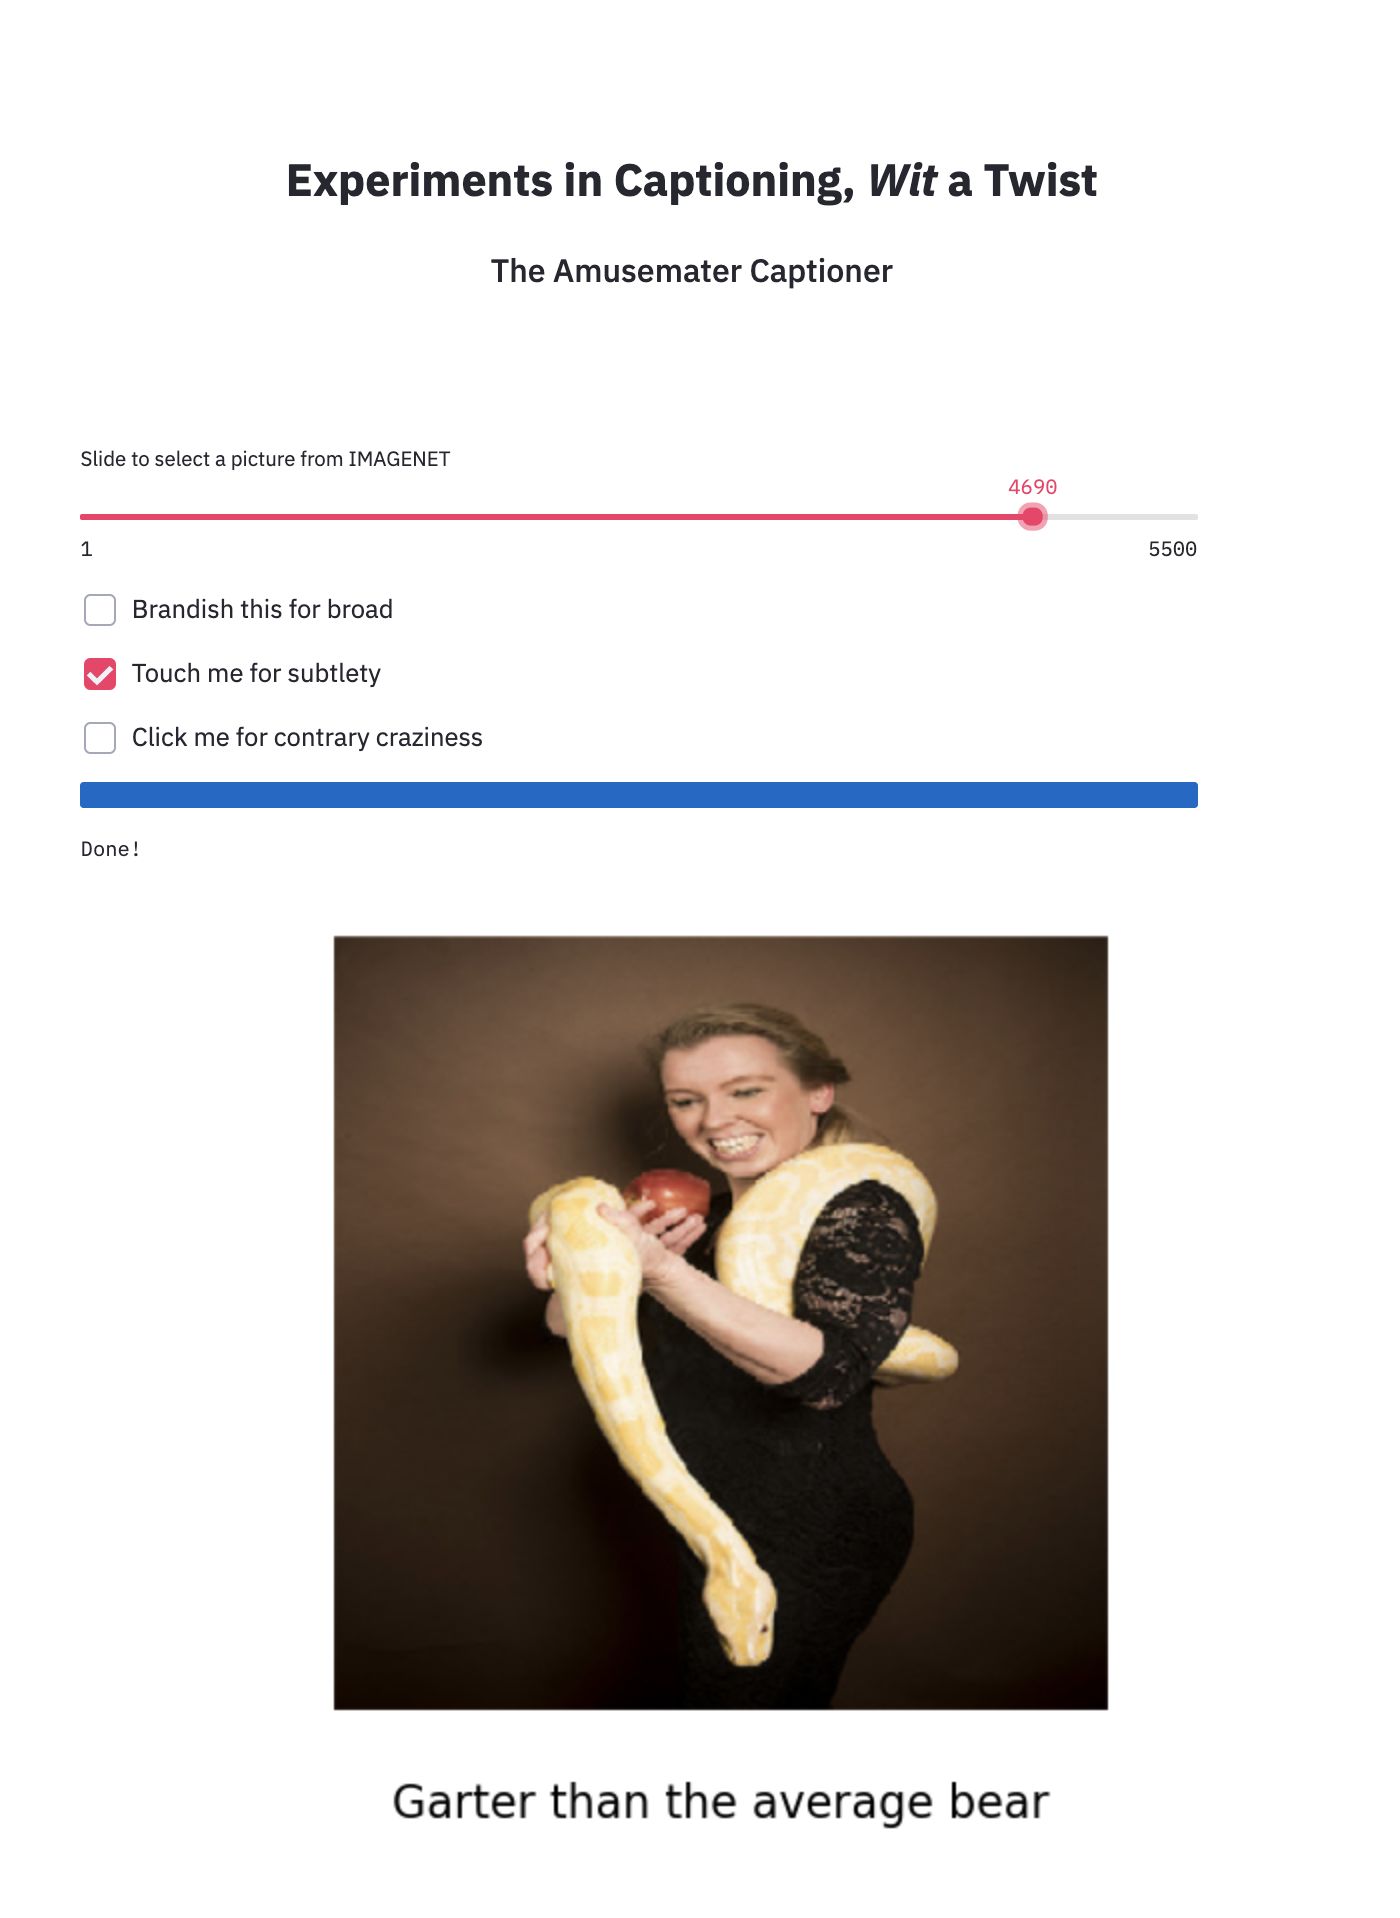 Experiments in Captioning, Wit a Twist
The Amusemater Captioner
Slide to select a picture from IMAGENET
4690
1 5500
Brandish this for broad
Touch me for subtlety
Click me for contrary craziness
Done!
Garter than the average bear